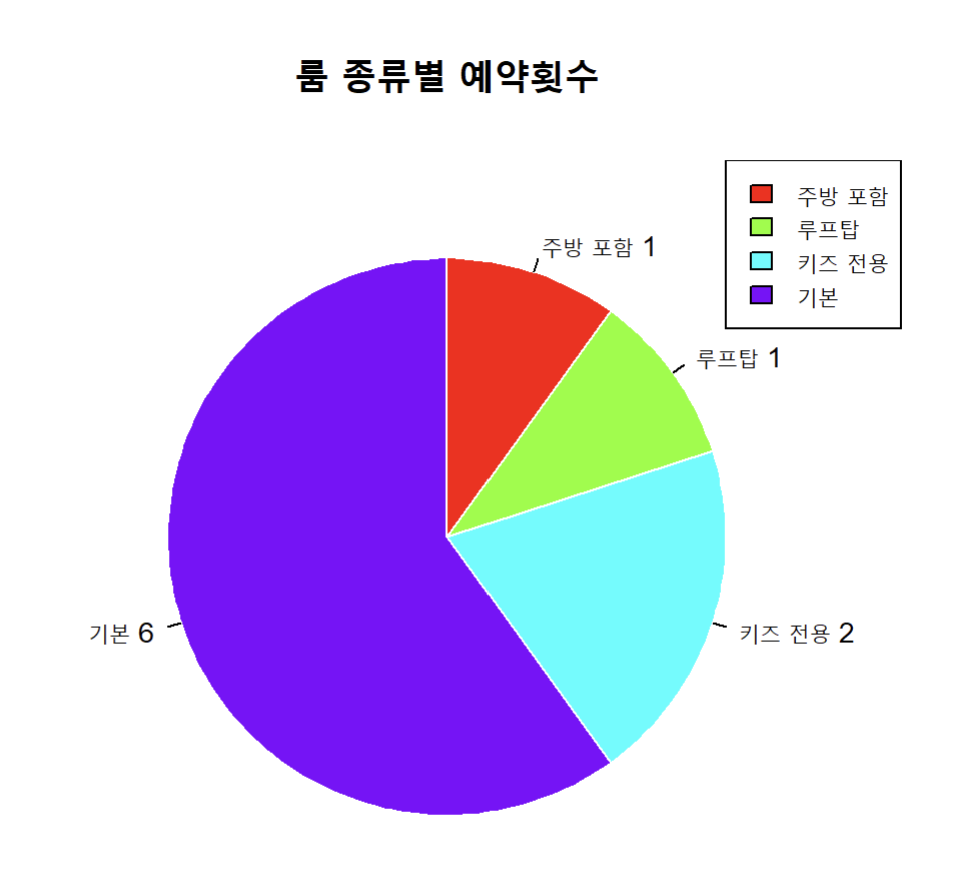 룸 종류별 예약횟수
주방 포함
루프탑
키즈 전용
기본
주방 포함 1
루프탑 1
키즈 전용 2
기본 6